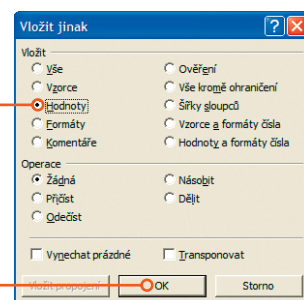 Vložit jinak
Vložit
Vše
Ověření
Vzorce
Vše kromě ohraničení
Hodnoty
Šířky sloupců
Formáty
Vzorce a formáty čísla
Komentáře
Hodnoty a formáty čísla
Operace
Žádná
Násobit
Přičíst
Dělit
Odečíst
Vynechat prázdné
Transponovat
Vložit propojení
OK
Storno